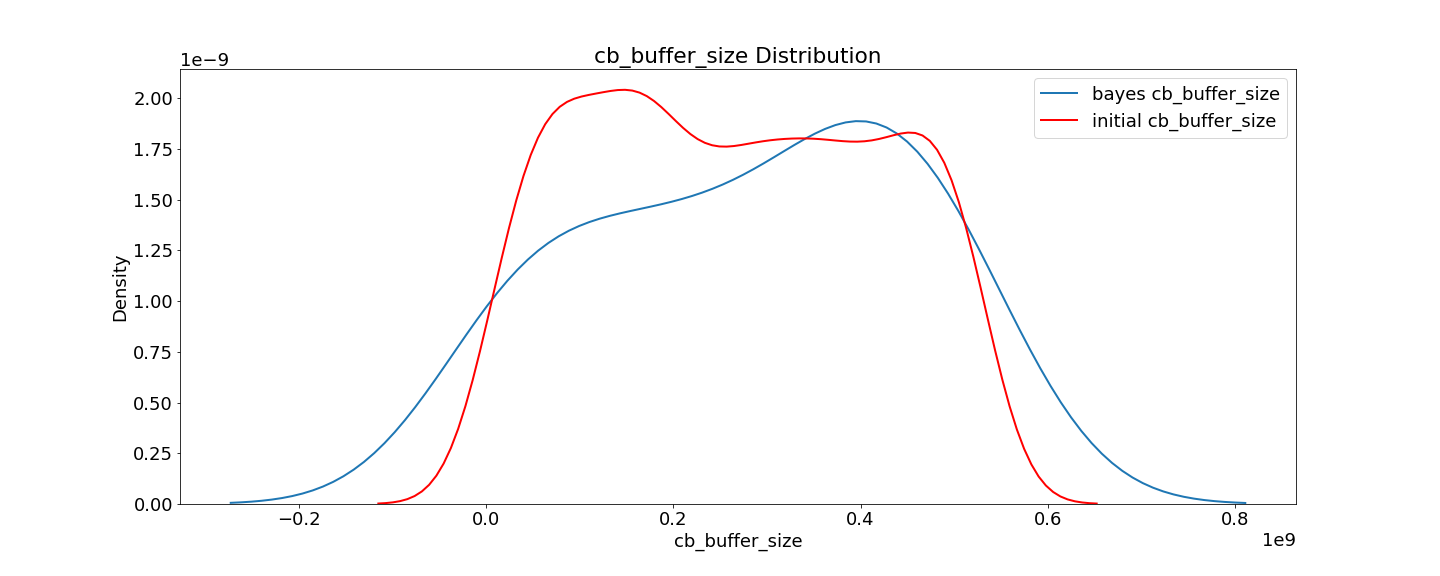 cb_buffer_size Distribution
1e−9
bayes cb_buffer_size
initial cb_buffer_size
2.00
1.75
1.50
1.25
1.00
0.75
0.50
0.25
0.00
Density
−0.2
0.0
0.2
0.4
0.6
0.8
1e9
cb_buffer_size